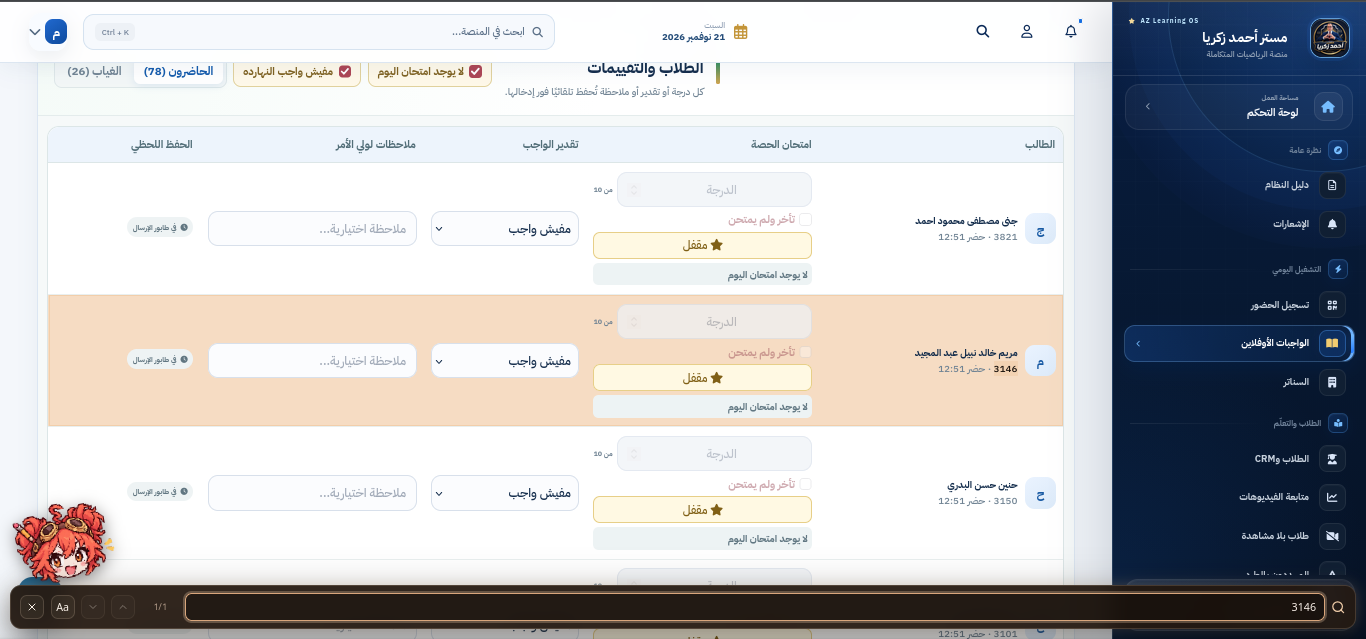 AZ Learning OS
مستر أحمد زكريا
منصة الرياضيات المتكاملة
مساحة العمل
لوحة التحكم
نظرة عامة
دليل النظام
الإشعارات
التشغيل اليومي
تسجيل الحضور
الواجبات الأوفلاين
السناتر
الطلاب والتعلّم
الطلاب وCRM
متابعة الفيديوهات
طلاب بلا مشاهدة
السبت
21 نوفمبر 2026
ابحث في المنصة...
Ctrl + K
م
الطلاب والتقييمات
كل درجة أو تقدير أو ملاحظة تُحفظ تلقائيًا فور إدخالها.
لا يوجد امتحان اليوم
مفيش واجب النهارده
الحاضرون (78)
الغياب (26)
الطالب
امتحان الحصة
تقدير الواجب
ملاحظات لولي الأمر
الحفظ اللحظي
ج
جنى مصطفى محمود احمد
3821 · حضر 12:51
الدرجة
من 10
تأخر ولم يمتحن
مقفل
لا يوجد امتحان اليوم
مفيش واجب
ملاحظة اختيارية...
في طابور الإرسال
م
مريم خالد نبيل عبد المجيد
3146 · حضر 12:51
الدرجة
من 10
تأخر ولم يمتحن
مقفل
لا يوجد امتحان اليوم
مفيش واجب
ملاحظة اختيارية...
في طابور الإرسال
ح
حنين حسن البدري
3150 · حضر 12:51
الدرجة
من 10
تأخر ولم يمتحن
مقفل
لا يوجد امتحان اليوم
مفيش واجب
ملاحظة اختيارية...
في طابور الإرسال
3146
1/1
Aa
3101 · حضر 12:51